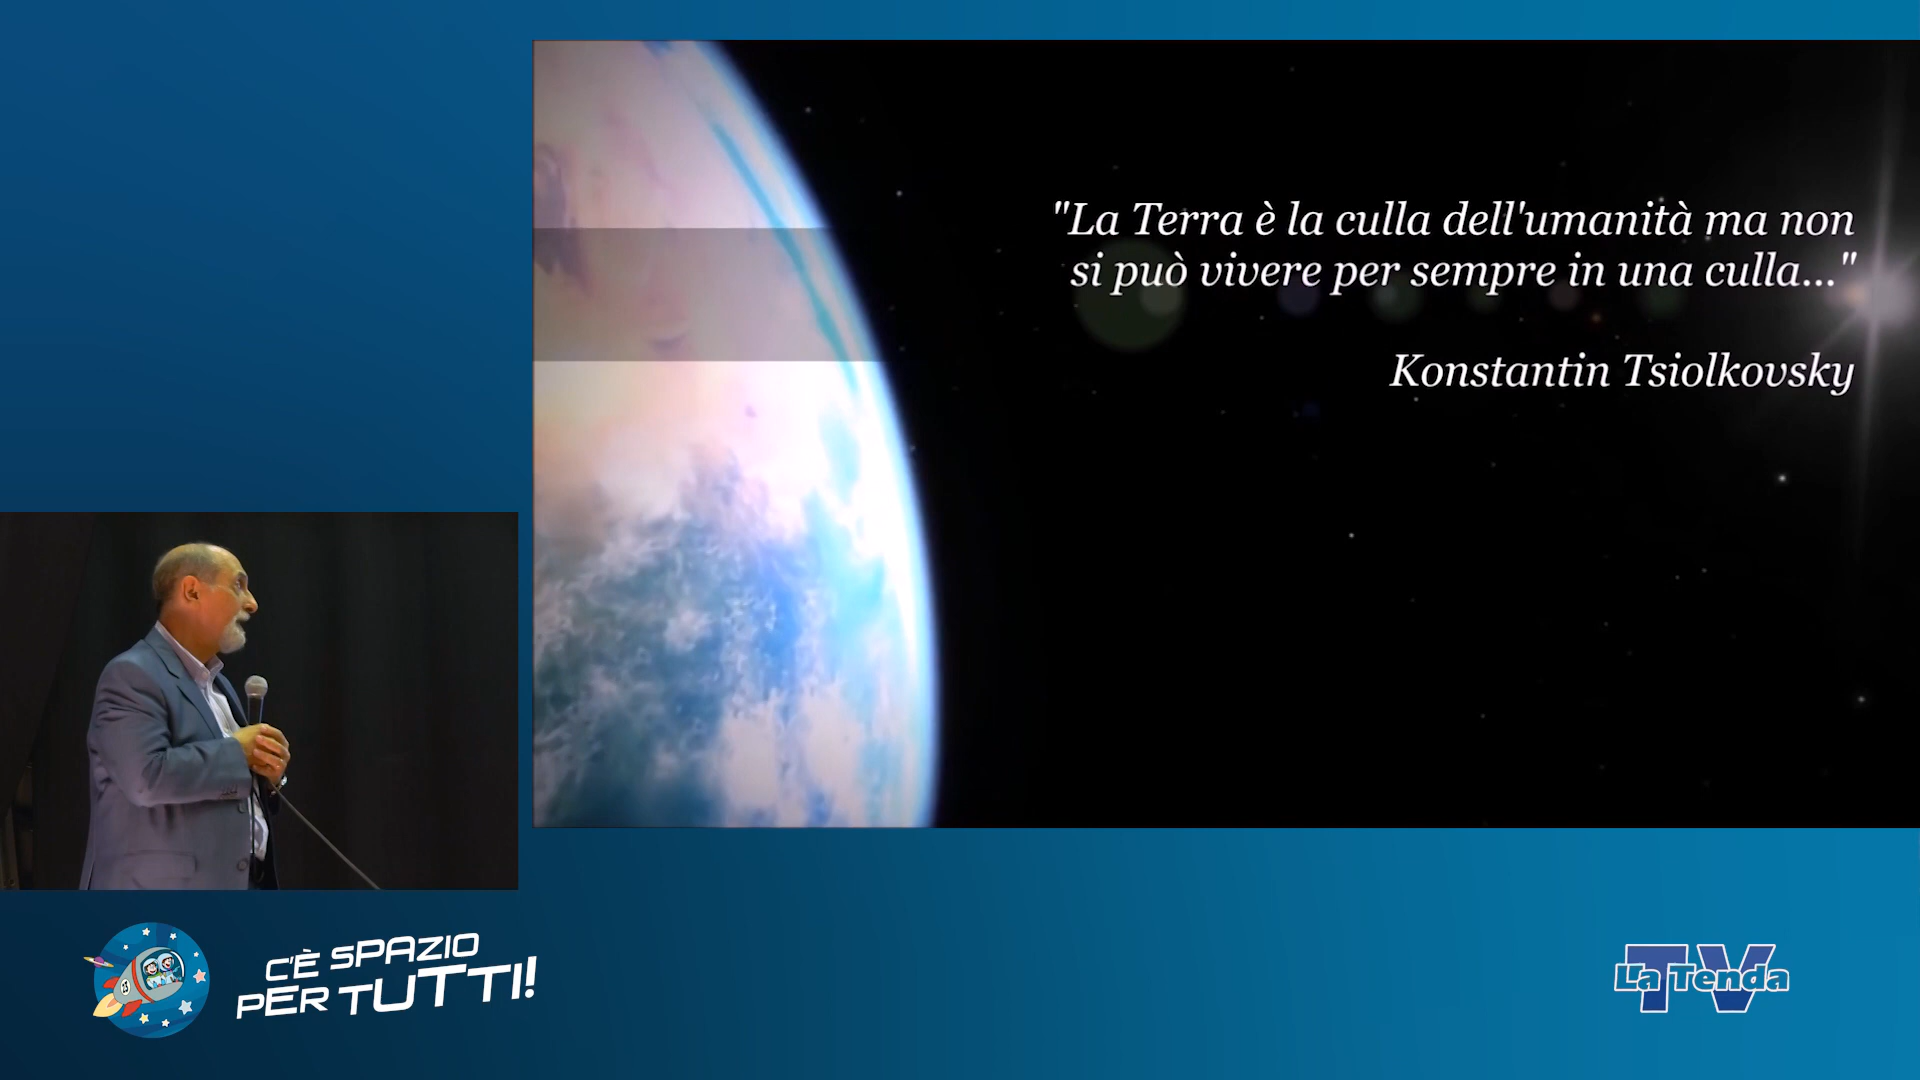 "La Terra è la culla dell'umanità ma non
si può vivere per sempre in una culla..."
Konstantin Tsiolkovsky
C'È SPAZIO
PER TUTTI!
TV
La Tenda